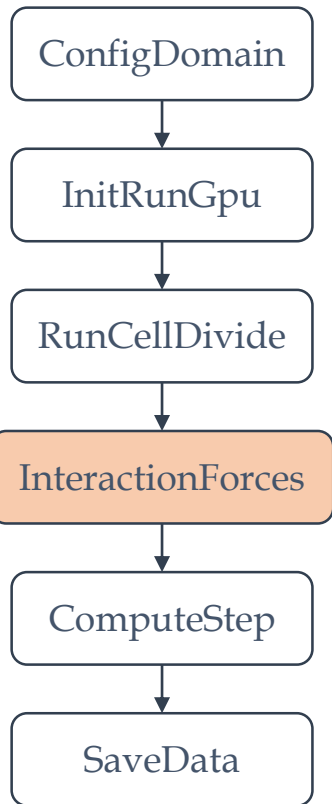 ConfigDomain
InitRunGpu
RunCellDivide
InteractionForces
ComputeStep
SaveData